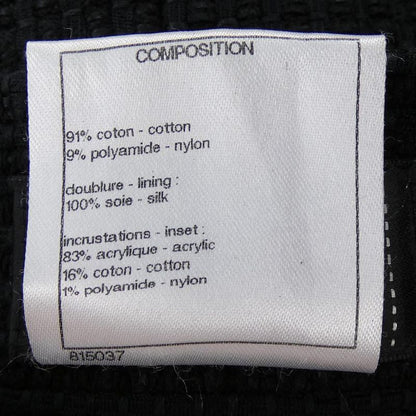 COMPOSITION
91% coton - cotton
9% polyamide - nylon
doublure - lining :
100% soie - silk
incrustations - inset :
83% acrylique - acrylic
16% coton - cotton
1% polyamide - nylon
815037